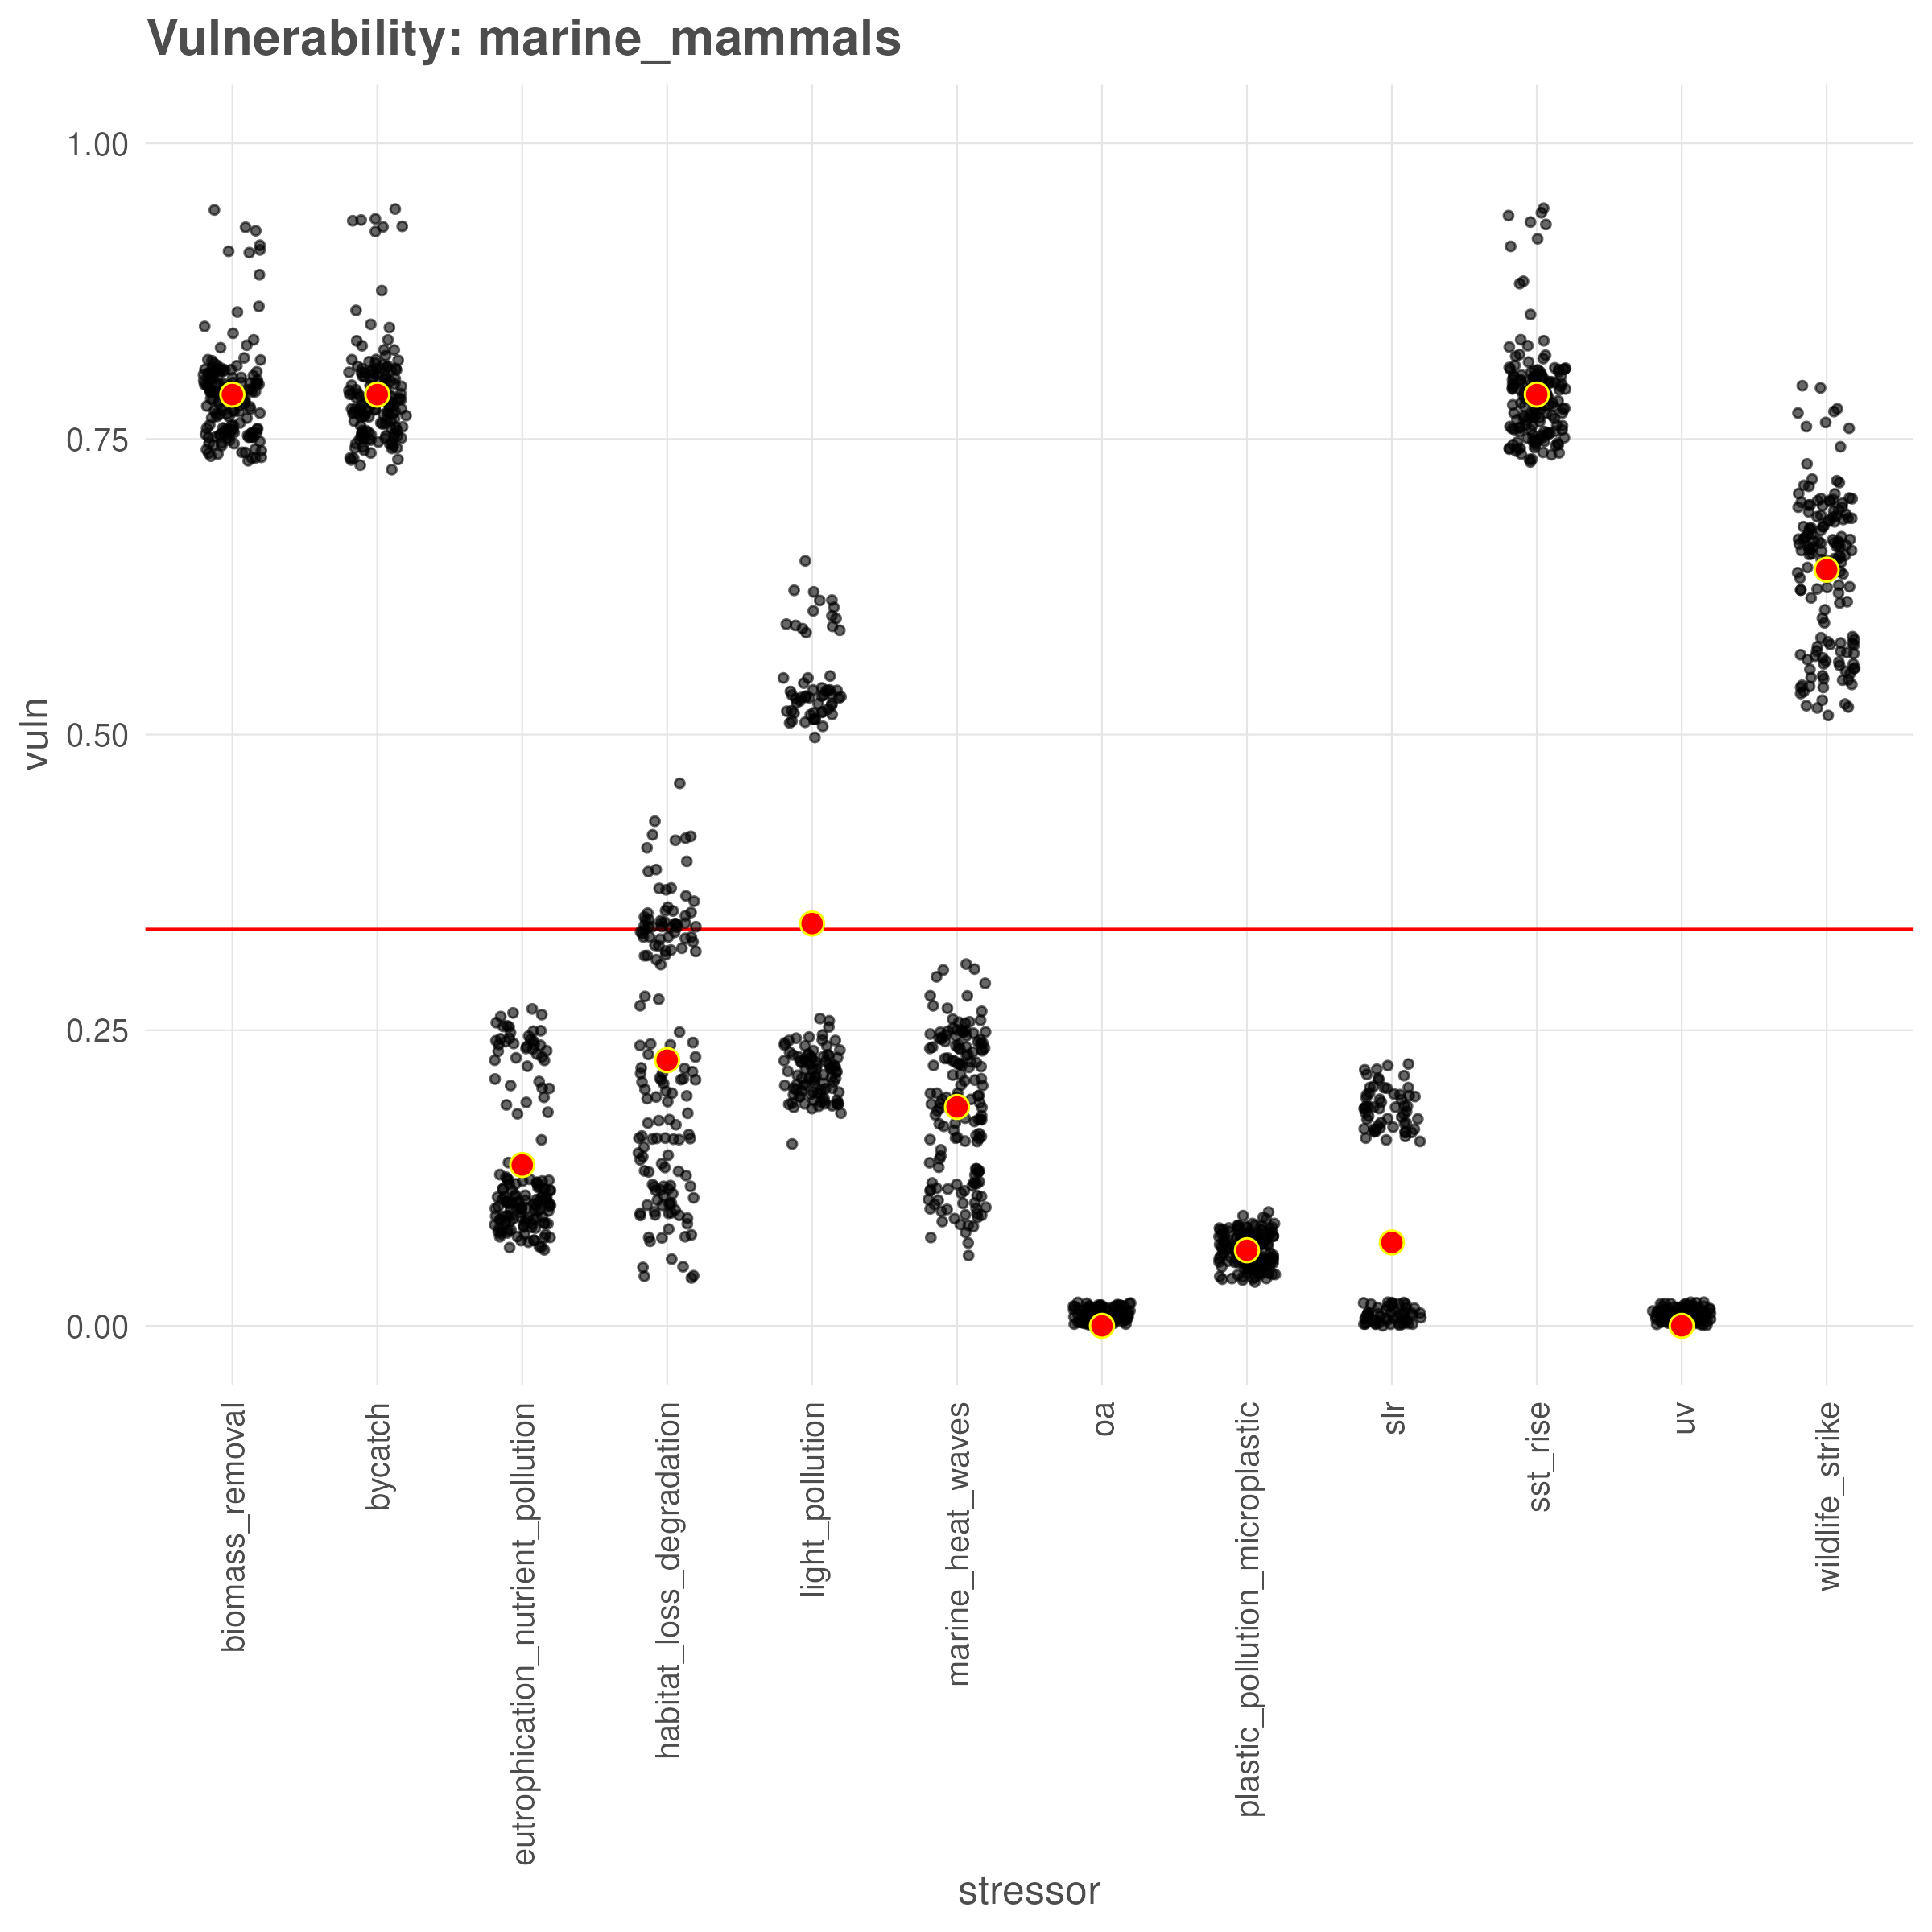 Vulnerability: marine_mammals
vuln
1.00
0.75
0.50
0.25
0.00
biomass_removal
bycatch
eutrophication_nutrient_pollution
habitat_loss_degradation
light_pollution
marine_heat_waves
oa
plastic_pollution_microplastic
slr
sst_rise
uv
wildlife_strike
stressor